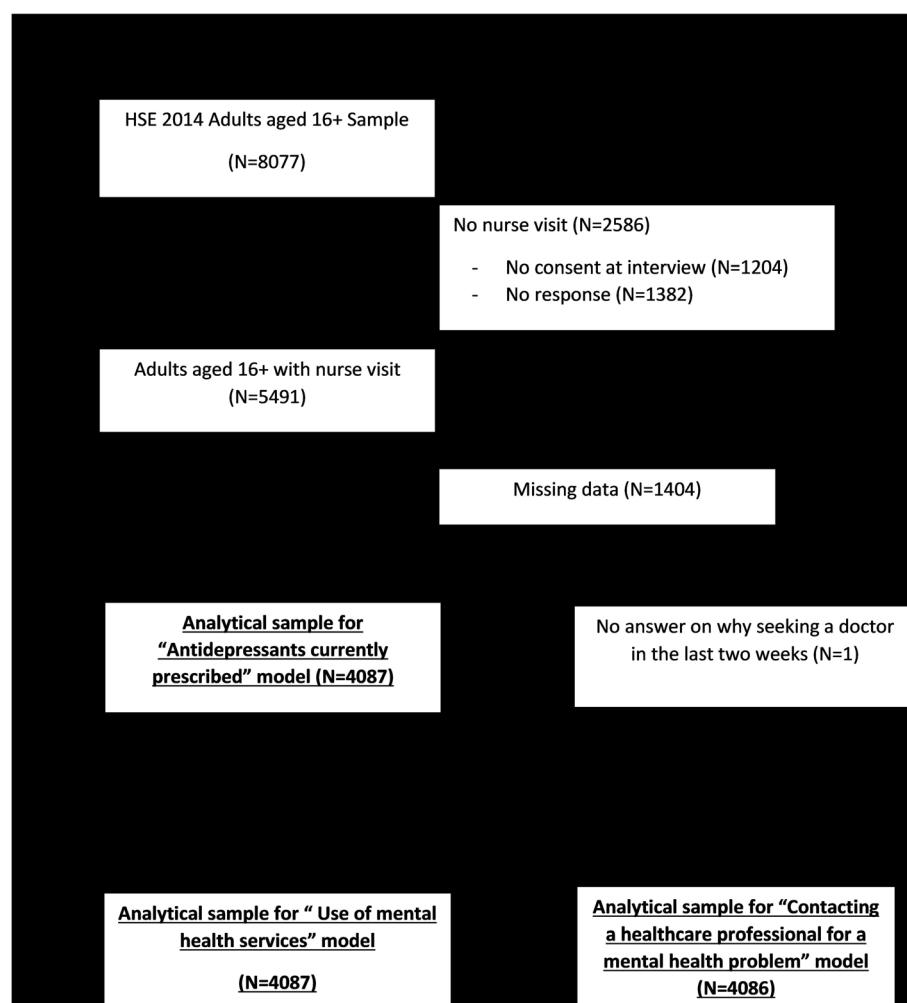 HSE 2014 Adults aged 16+ Sample
(N=8077)
No nurse visit (N=2586)
- No consent at interview (N=1204)
- No response (N=1382)
Adults aged 16+ with nurse visit
(N=5491)
Missing data (N=1404)
Analytical sample for
“Antidepressants currently
prescribed” model (N=4087)
No answer on why seeking a doctor
in the last two weeks (N=1)
Analytical sample for “ Use of mental
health services” model
(N=4087)
Analytical sample for “Contacting
a healthcare professional for a
mental health problem” model
(N=4086)